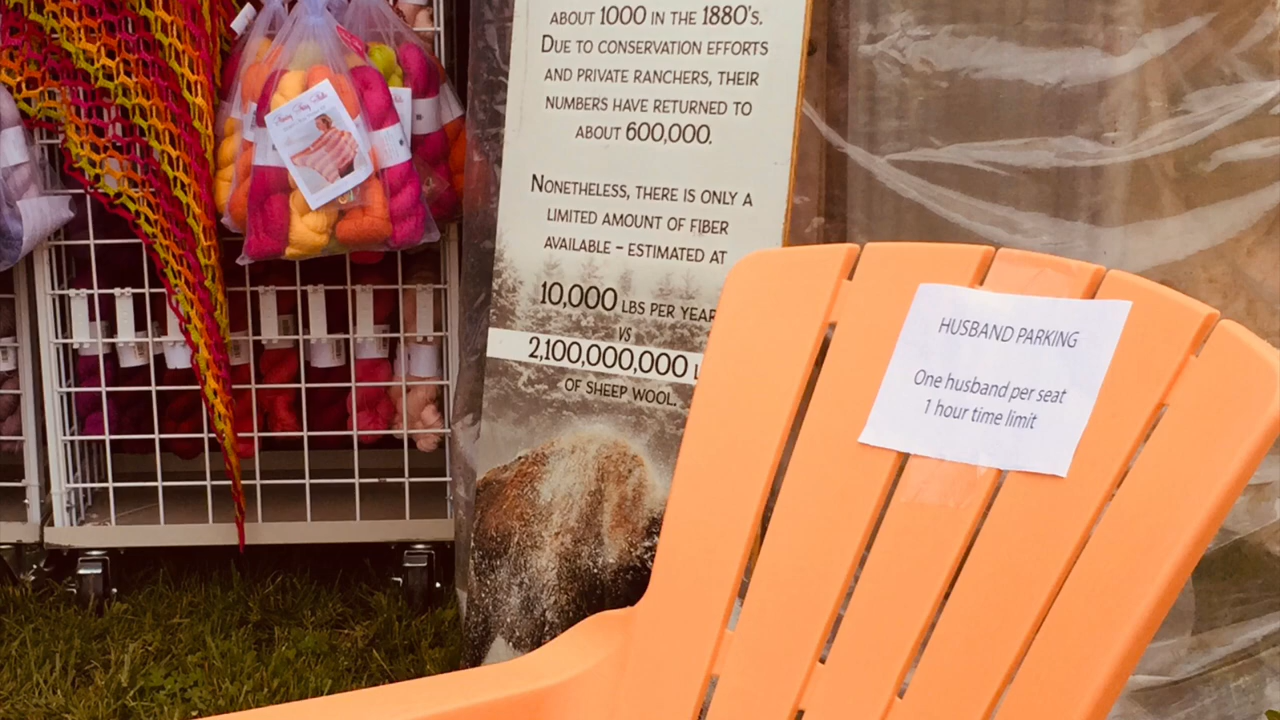 ABOUT 1000 IN THE 1880'S.
DUE TO CONSERVATION EFFORTS
AND PRIVATE RANCHERS, THEIR
NUMBERS HAVE RETURNED TO
ABOUT 600,000.
NONETHELESS, THERE IS ONLY A
LIMITED AMOUNT OF FIBER
AVAILABLE – ESTIMATED AT
10,000 LBS PER YEAR
VS
2,100,000,000
OF SHEEP WOOL.
HUSBAND PARKING
One husband per seat
1 hour time limit